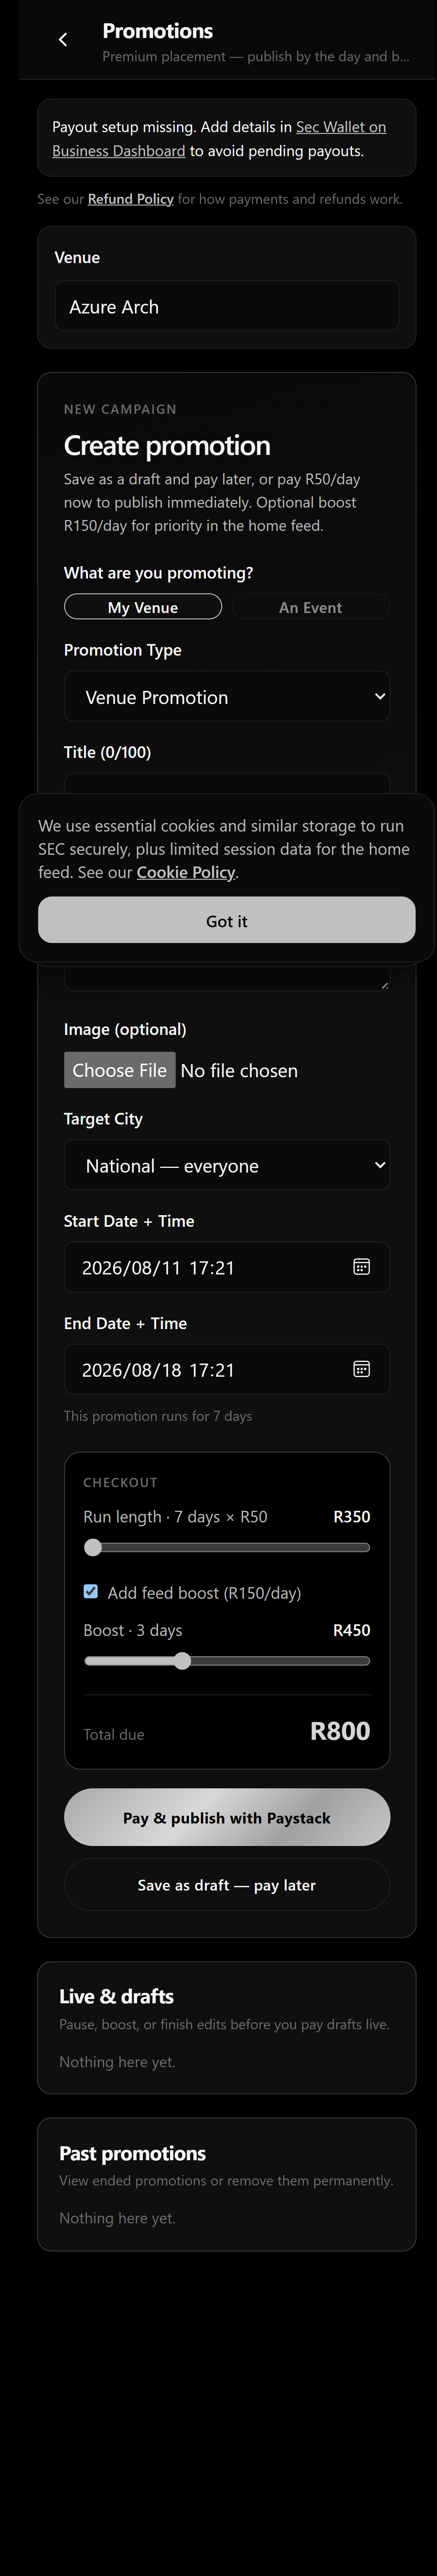 Promotions
Premium placement — publish by the day and b...
Payout setup missing. Add details in Sec Wallet on
Business Dashboard to avoid pending payouts.
See our Refund Policy for how payments and refunds work.
Venue
Azure Arch
NEW CAMPAIGN
Create promotion
Save as a draft and pay later, or pay R50/day
now to publish immediately. Optional boost
R150/day for priority in the home feed.
What are you promoting?
My Venue
An Event
Promotion Type
Venue Promotion
Title (0/100)
We use essential cookies and similar storage to run
SEC securely, plus limited session data for the home
feed. See our Cookie Policy.
Got it
Image (optional)
Choose File No file chosen
Target City
National — everyone
Start Date + Time
2026/08/11 17:21
End Date + Time
2026/08/18 17:21
This promotion runs for 7 days
CHECKOUT
Run length · 7 days × R50 R350
Add feed boost (R150/day)
Boost · 3 days R450
Total due R800
Pay & publish with Paystack
Save as draft — pay later
Live & drafts
Pause, boost, or finish edits before you pay drafts live.
Nothing here yet.
Past promotions
View ended promotions or remove them permanently.
Nothing here yet.